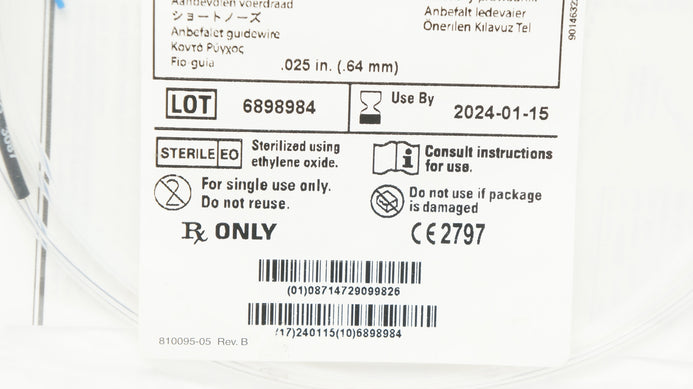 Aanbevolen voerdraad
ショートノーズ
Anbefalet guidewire
Κοντό Ρύγχος
Fio guia
.025 in. (.64 mm)
Anbefalt ledevaier
Önerilen Kılavuz Tel
9014632
LOT 6898984
Use By 2024-01-15
STERILE EO Sterilized using
ethylene oxide.
Consult instructions
for use.
2 For single use only.
Do not reuse.
Do not use if package
is damaged
Rx ONLY
CE 2797
(01)08714729099826
(17)240115(10)6898984
810095-05 Rev. B